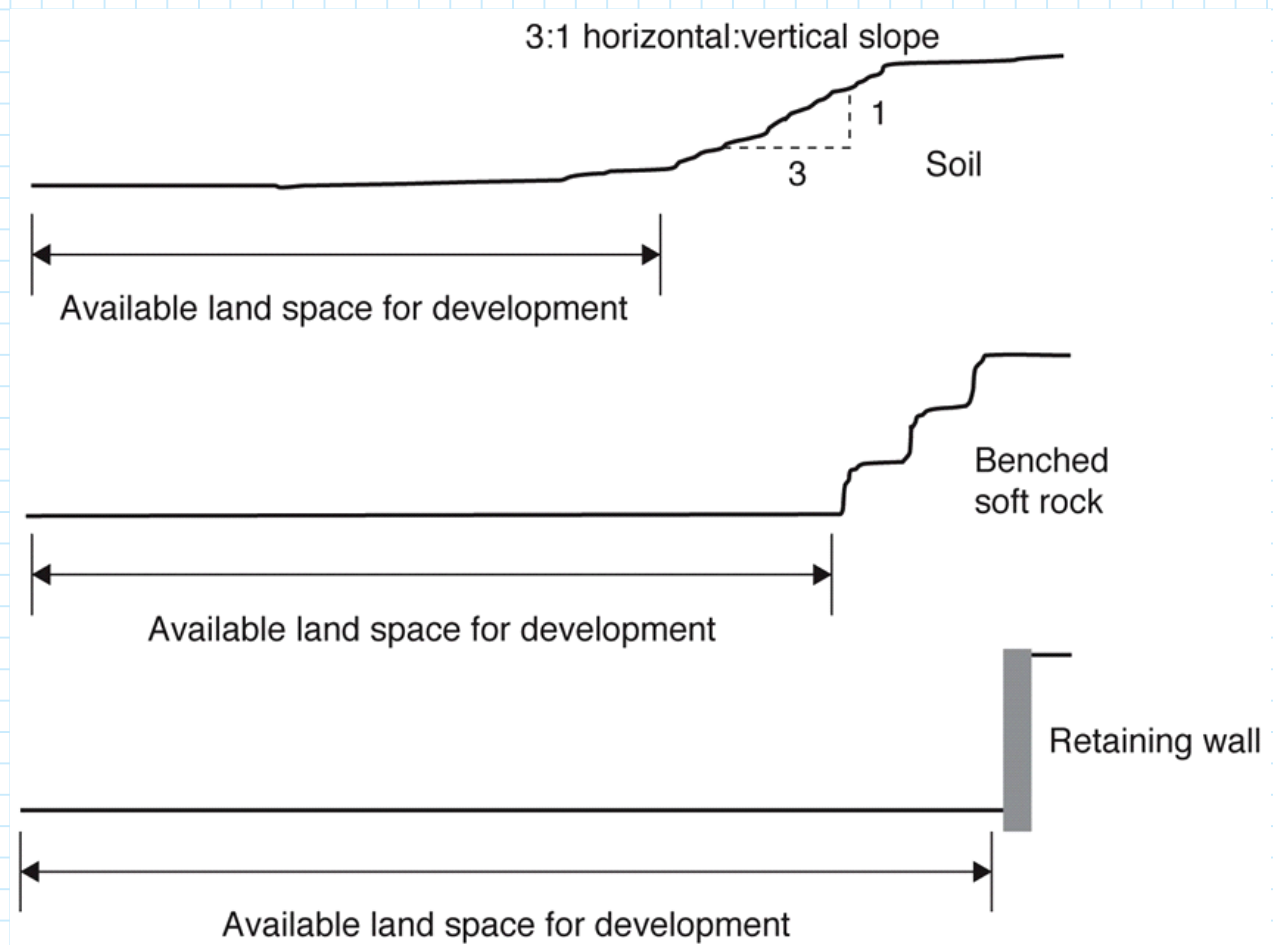 3:1 horizontal:vertical slope
1
3
Soil
Available land space for development
Benched
soft rock
Available land space for development
Retaining wall
Available land space for development